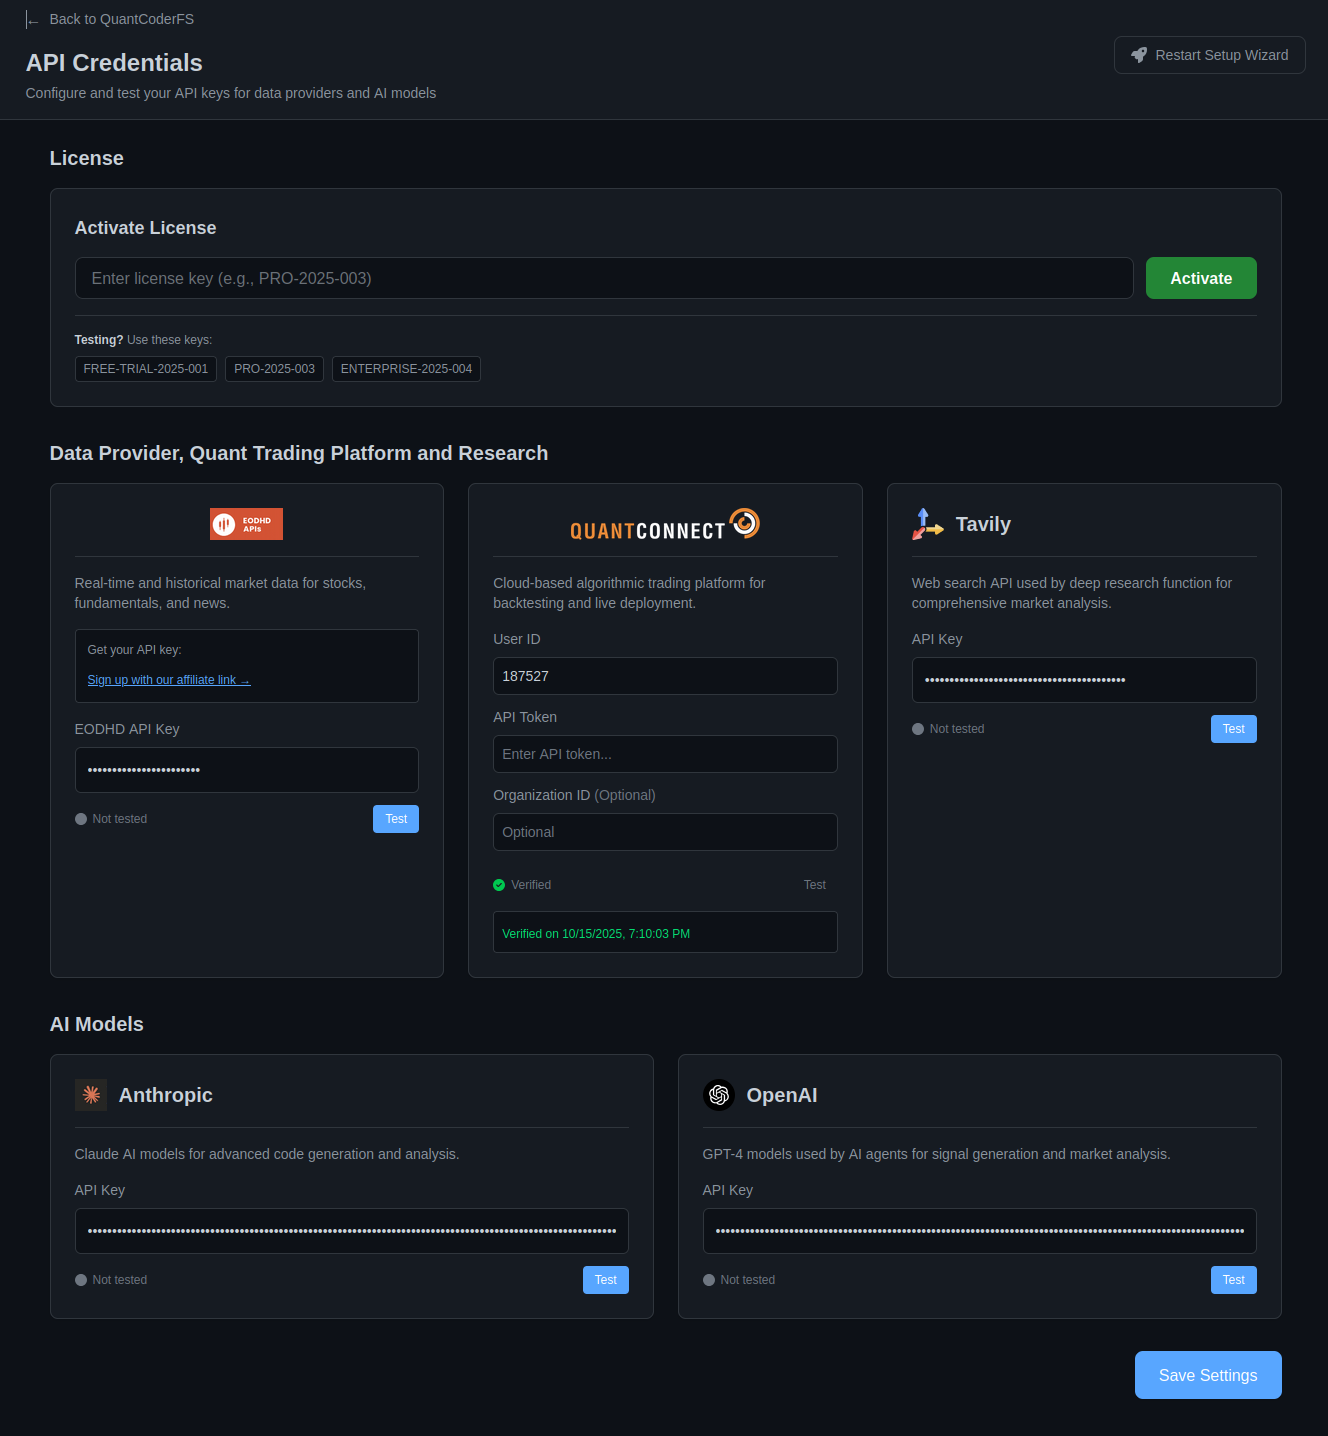 ← Back to QuantCoderFS
API Credentials
Restart Setup Wizard
Configure and test your API keys for data providers and AI models
License
Activate License
Enter license key (e.g., PRO-2025-003)
Activate
Testing? Use these keys:
FREE-TRIAL-2025-001
PRO-2025-003
ENTERPRISE-2025-004
Data Provider, Quant Trading Platform and Research
EODHD
APIs
Real-time and historical market data for stocks,
fundamentals, and news.
Get your API key:
Sign up with our affiliate link →
EODHD API Key
•••••••••••••••••••••••
Not tested
Test
QUANTCONNECT
Cloud-based algorithmic trading platform for
backtesting and live deployment.
User ID
187527
API Token
Enter API token...
Organization ID (Optional)
Optional
Verified
Test
Verified on 10/15/2025, 7:10:03 PM
Tavily
Web search API used by deep research function for
comprehensive market analysis.
API Key
•••••••••••••••••••••••••••••••••••••••••
Not tested
Test
AI Models
Anthropic
Claude AI models for advanced code generation and analysis.
API Key
••••••••••••••••••••••••••••••••••••••••••••••••••••••••••••••••••••••••••••••••••••••••••••••••••••••••••••
Not tested
Test
OpenAI
GPT-4 models used by AI agents for signal generation and market analysis.
API Key
••••••••••••••••••••••••••••••••••••••••••••••••••••••••••••••••••••••••••••••••••••••••••••••••••••••••••••
Not tested
Test
Save Settings